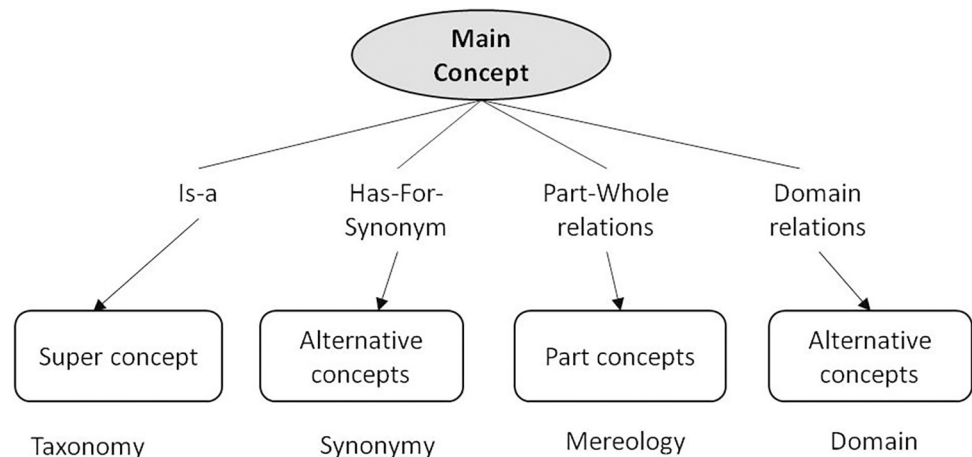 Main
Concept
Is-a
Has-For-
Synonym
Part-Whole
relations
Domain
relations
Super concept
Alternative
concepts
Part concepts
Alternative
concepts
Taxonomy
Synonymy
Mereology
Domain